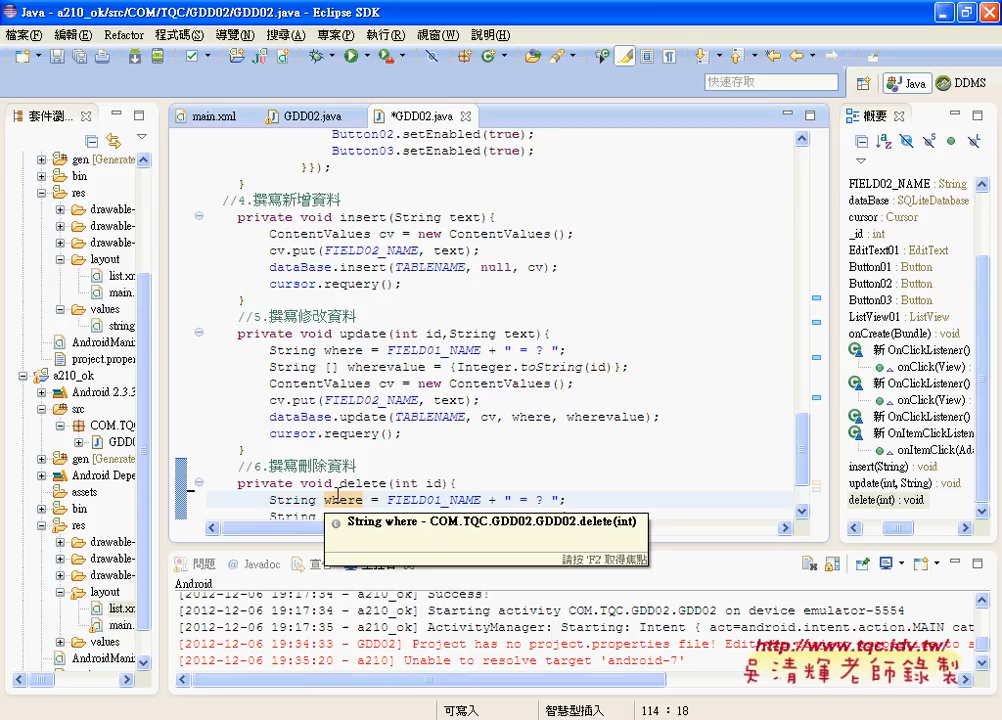 Java - a210_ok/src/COM/TQC/GDD02/GDD02.java - Eclipse SDK
檔案(F) 編輯(E) Refactor 程式碼(S) 導覽(N) 搜尋(A) 專案(P) 執行(R) 視窗(W) 說明(H)
快速存取 Java DDMS
套件瀏...
gen [Generate
bin
res
drawable-
drawable-
drawable-
layout
list.xr
main.
values
string
AndroidMani
project.proper
a210_ok
Android 2.3.3
src
COM.TQ
GDD0
gen [Generate
Android Depe
assets
bin
res
drawable-
drawable-
drawable-
layout
list.xr
main.
values
AndroidMani
main.xml GDD02.java *GDD02.java
Button02.setEnabled(true);
Button03.setEnabled(true);
}});
}
//4.撰寫新增資料
private void insert(String text){
ContentValues cv = new ContentValues();
cv.put(FIELD02_NAME, text);
dataBase.insert(TABLENAME, null, cv);
cursor.requery();
}
//5.撰寫修改資料
private void update(int id,String text){
String where = FIELD01_NAME + " = ? ";
String [] wherevalue = {Integer.toString(id)};
ContentValues cv = new ContentValues();
cv.put(FIELD02_NAME, text);
dataBase.update(TABLENAME, cv, where, wherevalue);
cursor.requery();
}
//6.撰寫刪除資料
private void delete(int id){
String where = FIELD01_NAME + " = ? ";
String
String where - COM.TQC.GDD02.GDD02.delete(int)
請按 'F2' 取得焦點
概要
FIELD02_NAME : String
dataBase : SQLiteDatabase
cursor : Cursor
_id : int
EditText01 : EditText
Button01 : Button
Button02 : Button
Button03 : Button
ListView01 : ListView
onCreate(Bundle) : void
新 OnClickListener()
onClick(View) :
新 OnClickListener()
onClick(View) :
新 OnClickListener()
新 OnItemClickListen
onItemClick(Ada
insert(String) : void
update(int, String) : void
delete(int) : void
問題 @ Javadoc
Android
[2012-12-06 19:17:34 - a210_ok] Success!
[2012-12-06 19:17:34 - a210_ok] Starting activity COM.TQC.GDD02.GDD02 on device emulator-5554
[2012-12-06 19:17:35 - a210_ok] ActivityManager: Starting: Intent { act=android.intent.action.MAIN cat
[2012-12-06 19:34:33 - GDD02] Project has no project.properties file! Edi
[2012-12-06 19:35:20 - a210] Unable to resolve target 'android-7'
http://www.tqc.idv.tw/
吳清輝老師錄製
可寫入 智慧型插入 114 : 18